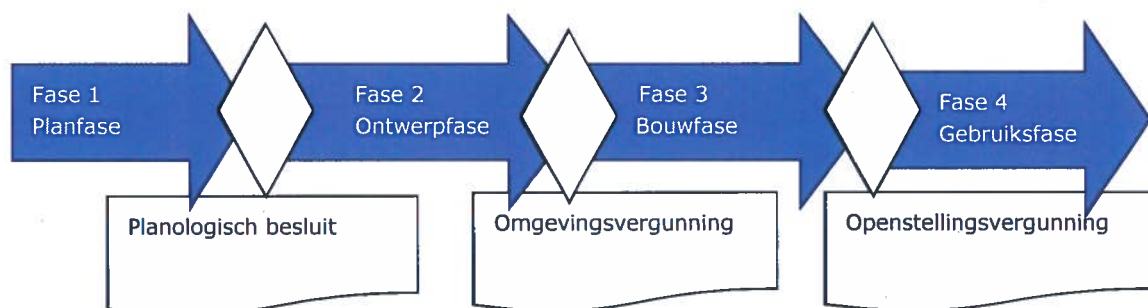 Fase 1
Planfase
Fase 2
Ontwerpfase
Fase 3
Bouwfase
Fase 4
Gebruiksfase
Planologisch besluit
Omgevingsvergunning
Openstellingsvergunning